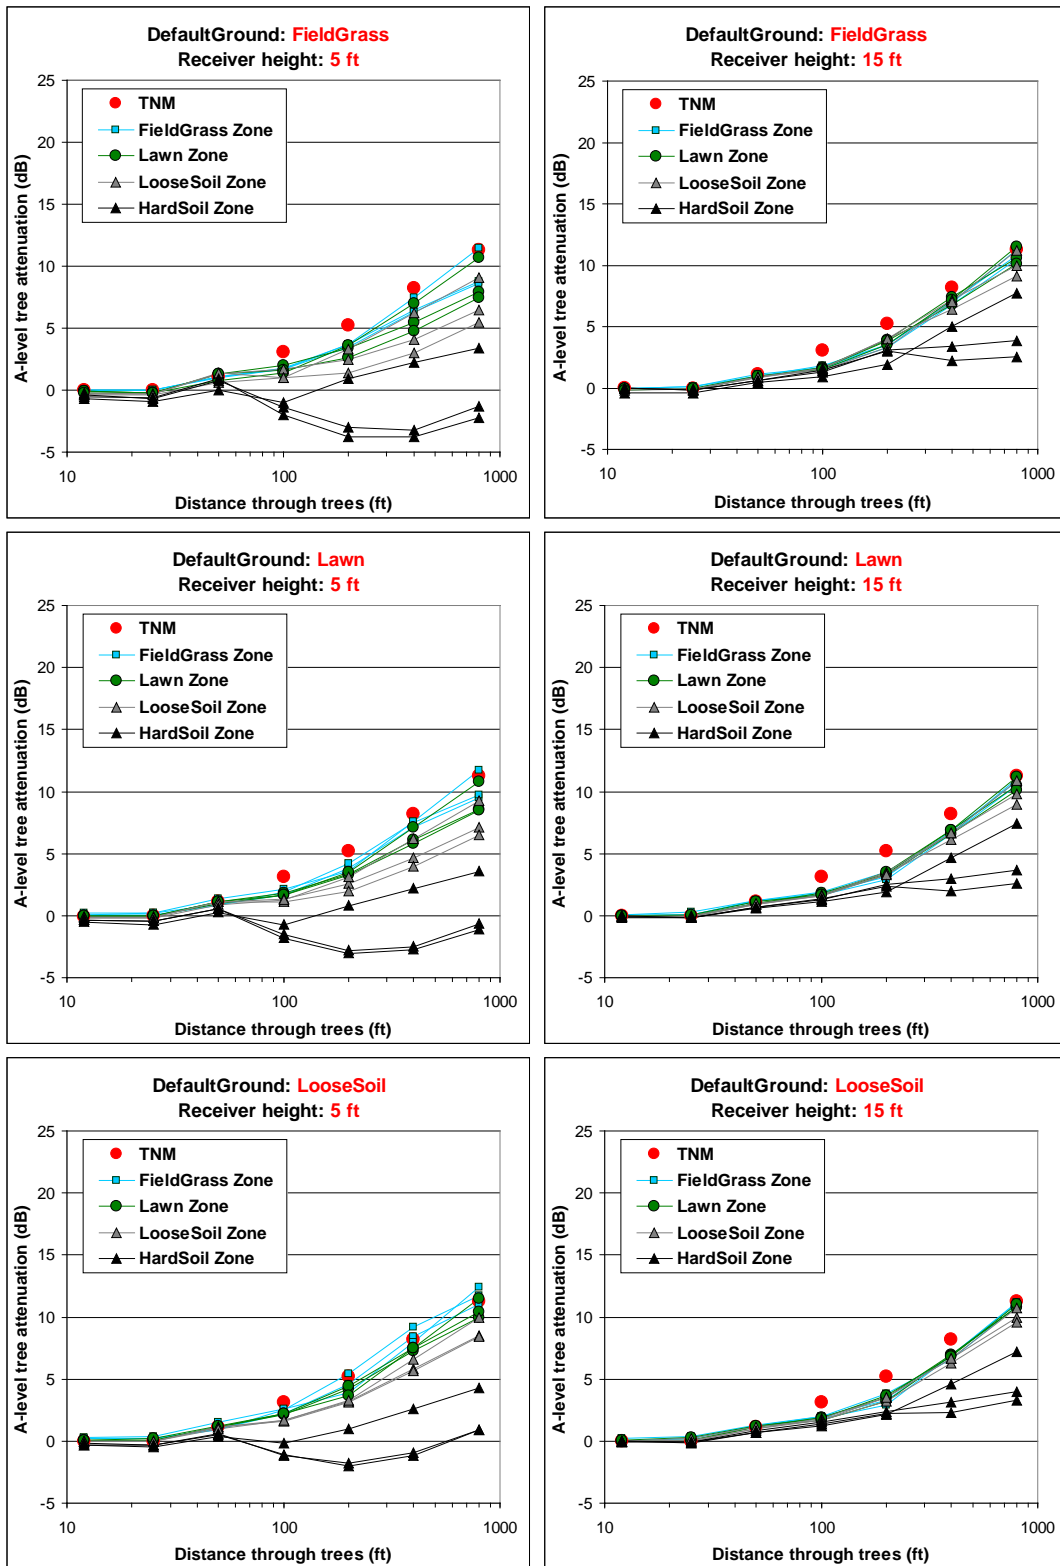 DefaultGround: FieldGrass
Receiver height: 5 ft
25
20
15
10
5
0
-5
A-level tree attenuation (dB)
TNM
FieldGrass Zone
Lawn Zone
LooseSoil Zone
HardSoil Zone
10 100 1000
Distance through trees (ft)
DefaultGround: FieldGrass
Receiver height: 15 ft
25
20
15
10
5
0
-5
A-level tree attenuation (dB)
TNM
FieldGrass Zone
Lawn Zone
LooseSoil Zone
HardSoil Zone
10 100 1000
Distance through trees (ft)
DefaultGround: Lawn
Receiver height: 5 ft
25
20
15
10
5
0
-5
A-level tree attenuation (dB)
TNM
FieldGrass Zone
Lawn Zone
LooseSoil Zone
HardSoil Zone
10 100 1000
Distance through trees (ft)
DefaultGround: Lawn
Receiver height: 15 ft
25
20
15
10
5
0
-5
A-level tree attenuation (dB)
TNM
FieldGrass Zone
Lawn Zone
LooseSoil Zone
HardSoil Zone
10 100 1000
Distance through trees (ft)
DefaultGround: LooseSoil
Receiver height: 5 ft
25
20
15
10
5
0
-5
A-level tree attenuation (dB)
TNM
FieldGrass Zone
Lawn Zone
LooseSoil Zone
HardSoil Zone
10 100 1000
Distance through trees (ft)
DefaultGround: LooseSoil
Receiver height: 15 ft
25
20
15
10
5
0
-5
A-level tree attenuation (dB)
TNM
FieldGrass Zone
Lawn Zone
LooseSoil Zone
HardSoil Zone
10 100 1000
Distance through trees (ft)